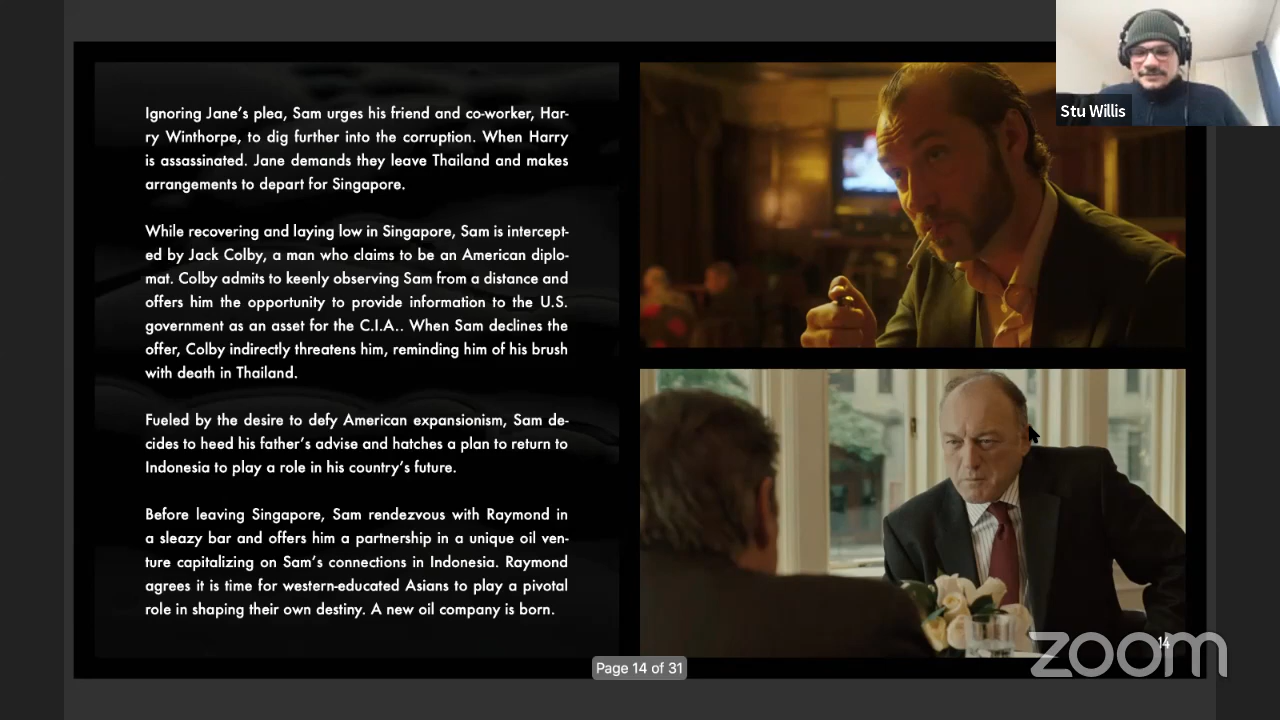 Ignoring Jane's plea, Sam urges his friend and co-worker, Har-
ry Winthorpe, to dig further into the corruption. When Harry
is assassinated. Jane demands they leave Thailand and makes
arrangements to depart for Singapore.
While recovering and laying low in Singapore, Sam is intercept-
ed by Jack Colby, a man who claims to be an American diplo-
mat. Colby admits to keenly observing Sam from a distance and
offers him the opportunity to provide information to the U.S.
government as an asset for the C.I.A.. When Sam declines the
offer, Colby indirectly threatens him, reminding him of his brush
with death in Thailand.
Fueled by the desire to defy American expansionism, Sam de-
cides to heed his father's advise and hatches a plan to return to
Indonesia to play a role in his country's future.
Before leaving Singapore, Sam rendezvous with Raymond in
a sleazy bar and offers him a partnership in a unique oil ven-
ture capitalizing on Sam's connections in Indonesia. Raymond
agrees it is time for western-educated Asians to play a pivotal
role in shaping their own destiny. A new oil company is born.
Stu Willis
14
Page 14 of 31
zoom